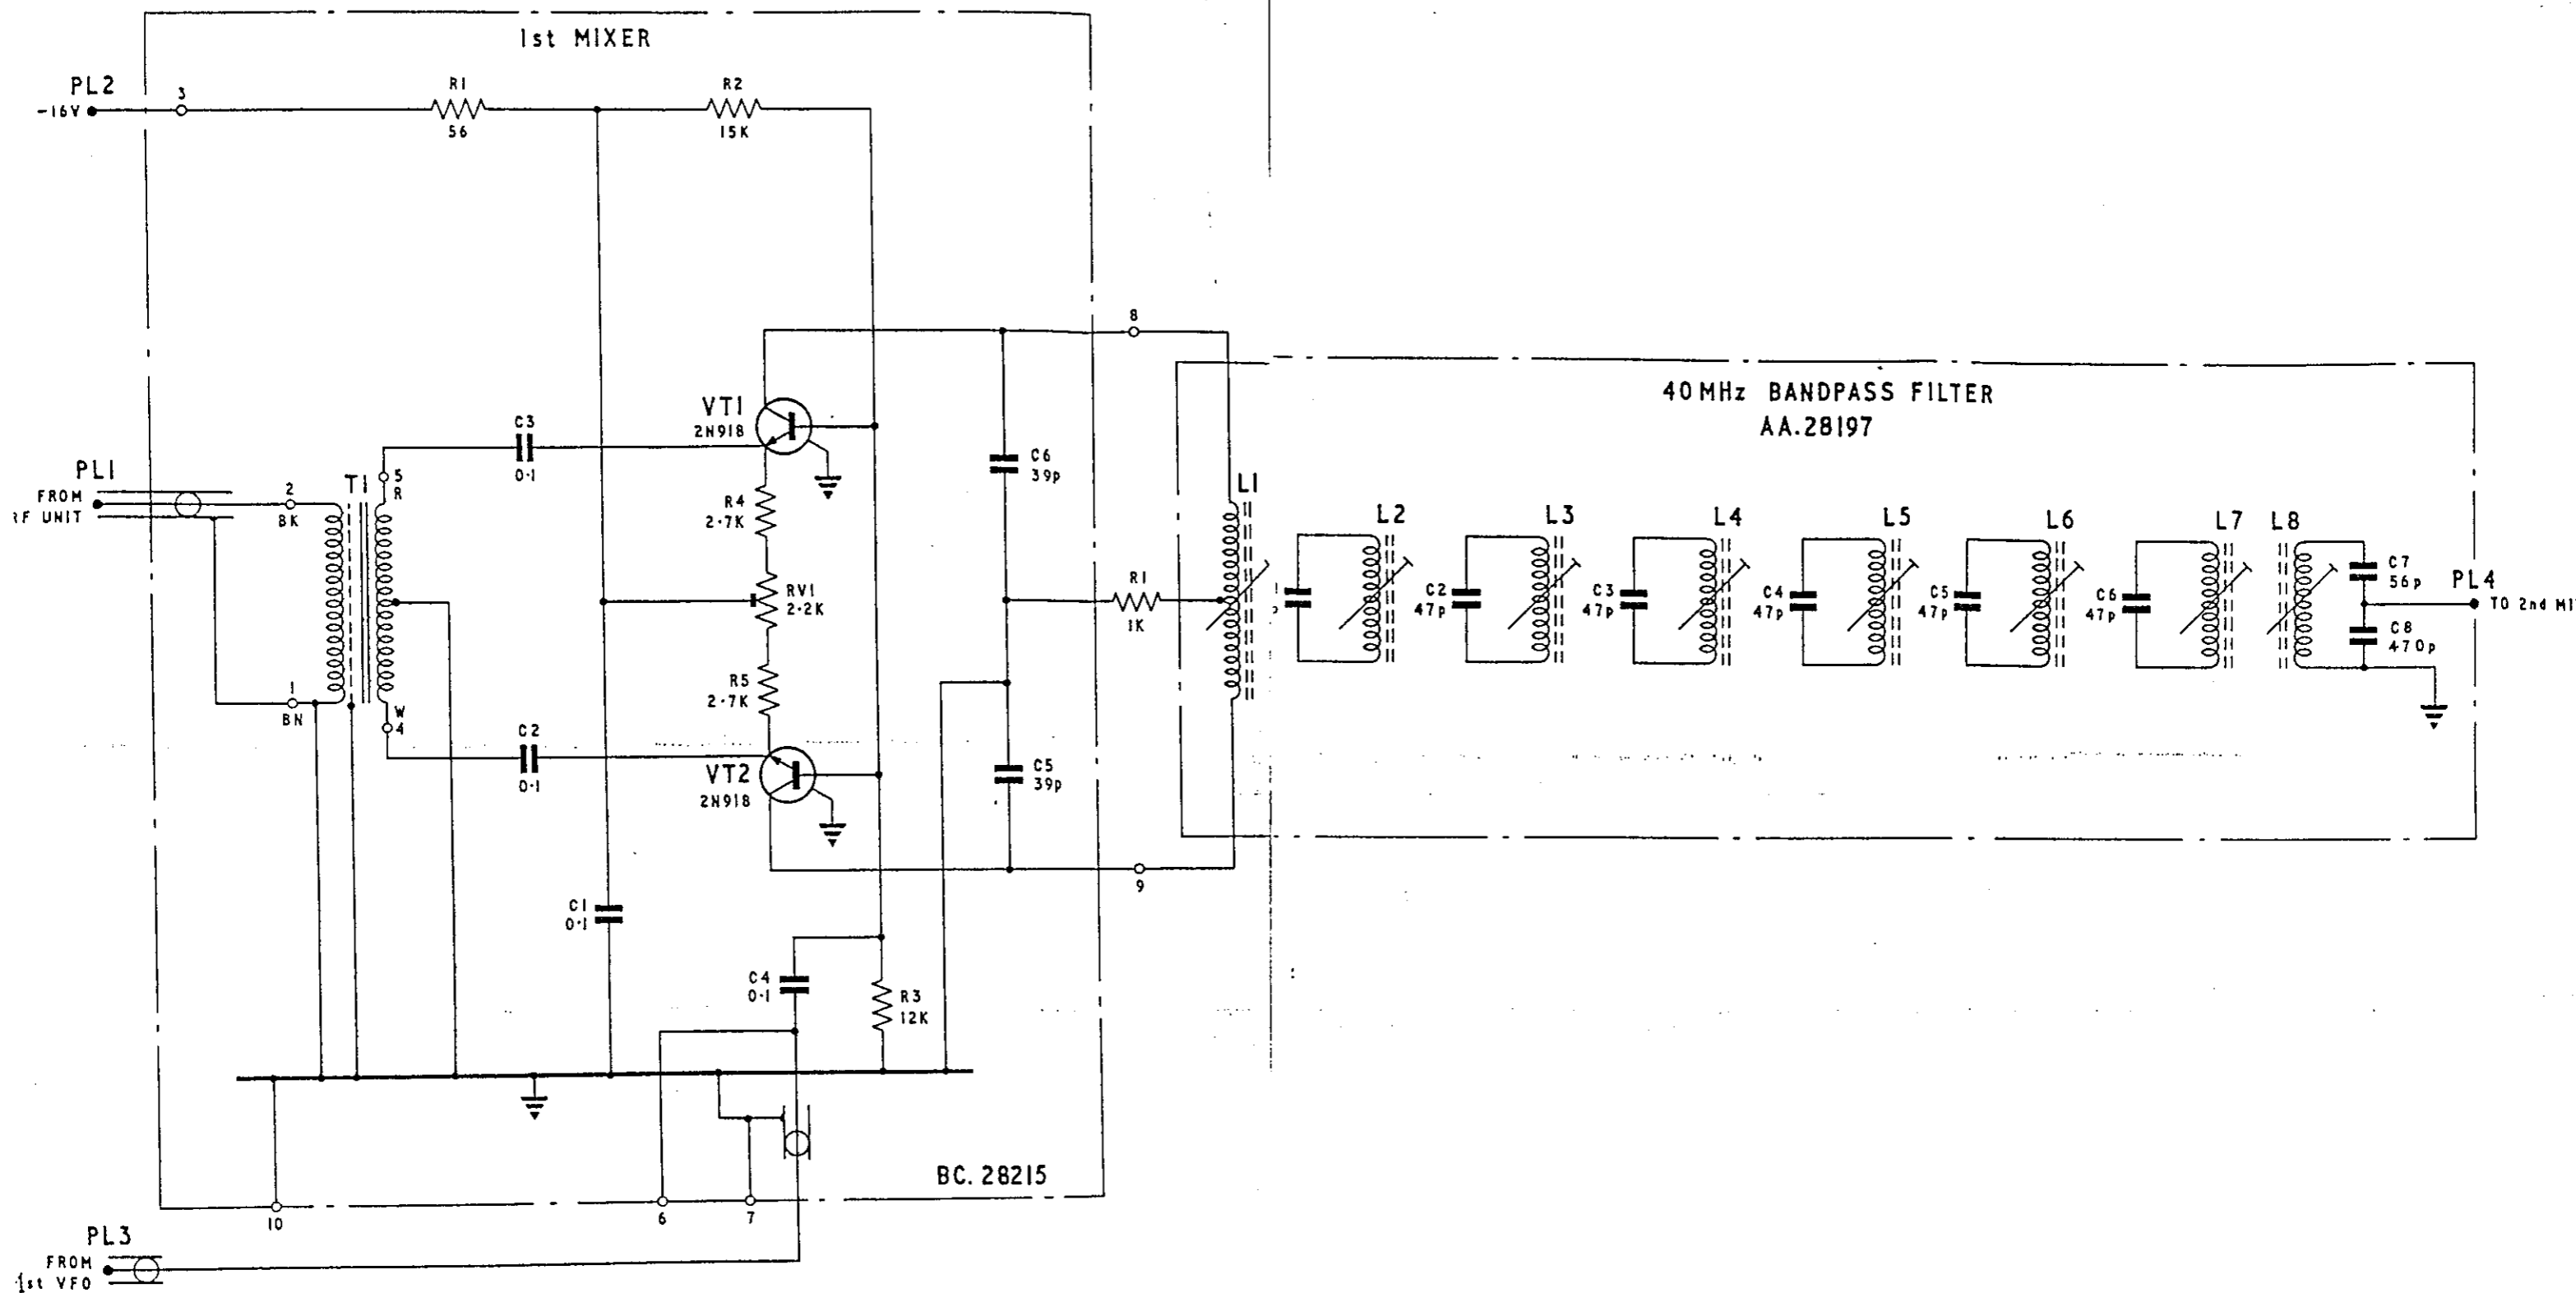 1st MIXER
PL2
-16V
3
R1
56
R2
15K
8
40MHz BANDPASS FILTER
AA.28197
VT1
2N918
C3
0·1
C6
39p
PL1
FROM
UNIT
2
BK
T1
5
R
R4
2·7K
RV1
2·2K
R1
1K
L1
L2
L3
L4
L5
L6
L7
L8
C2
47p
C3
47p
C4
47p
C5
47p
C6
47p
C7
56p
C8
470p
PL4
TO 2nd
1
BN
W
4
R5
2·7K
C2
0·1
VT2
2N918
C5
39p
9
C1
0·1
C4
0·1
R3
12K
BC. 28215
10
6
7
PL3
FROM
1st VFO